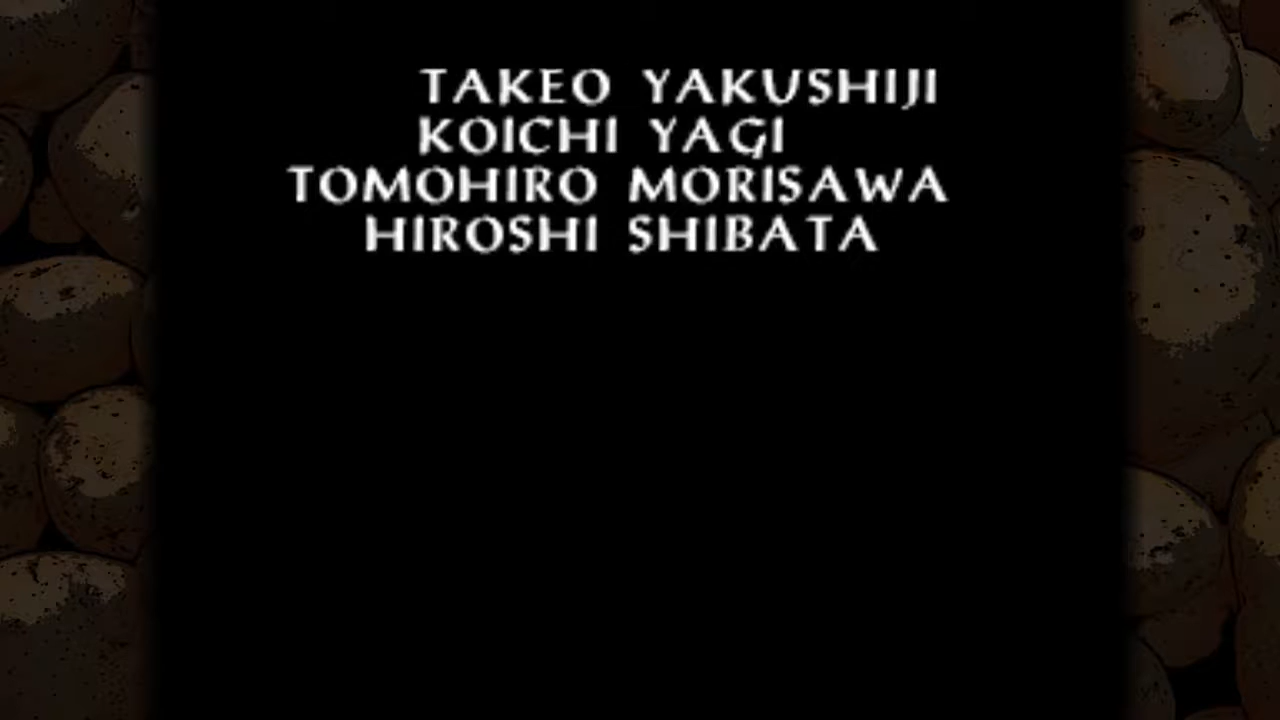 TAKEO YAKUSHIJI
KOICHI YAGI
TOMOHIRO MORISAWA
HIROSHI SHIBATA